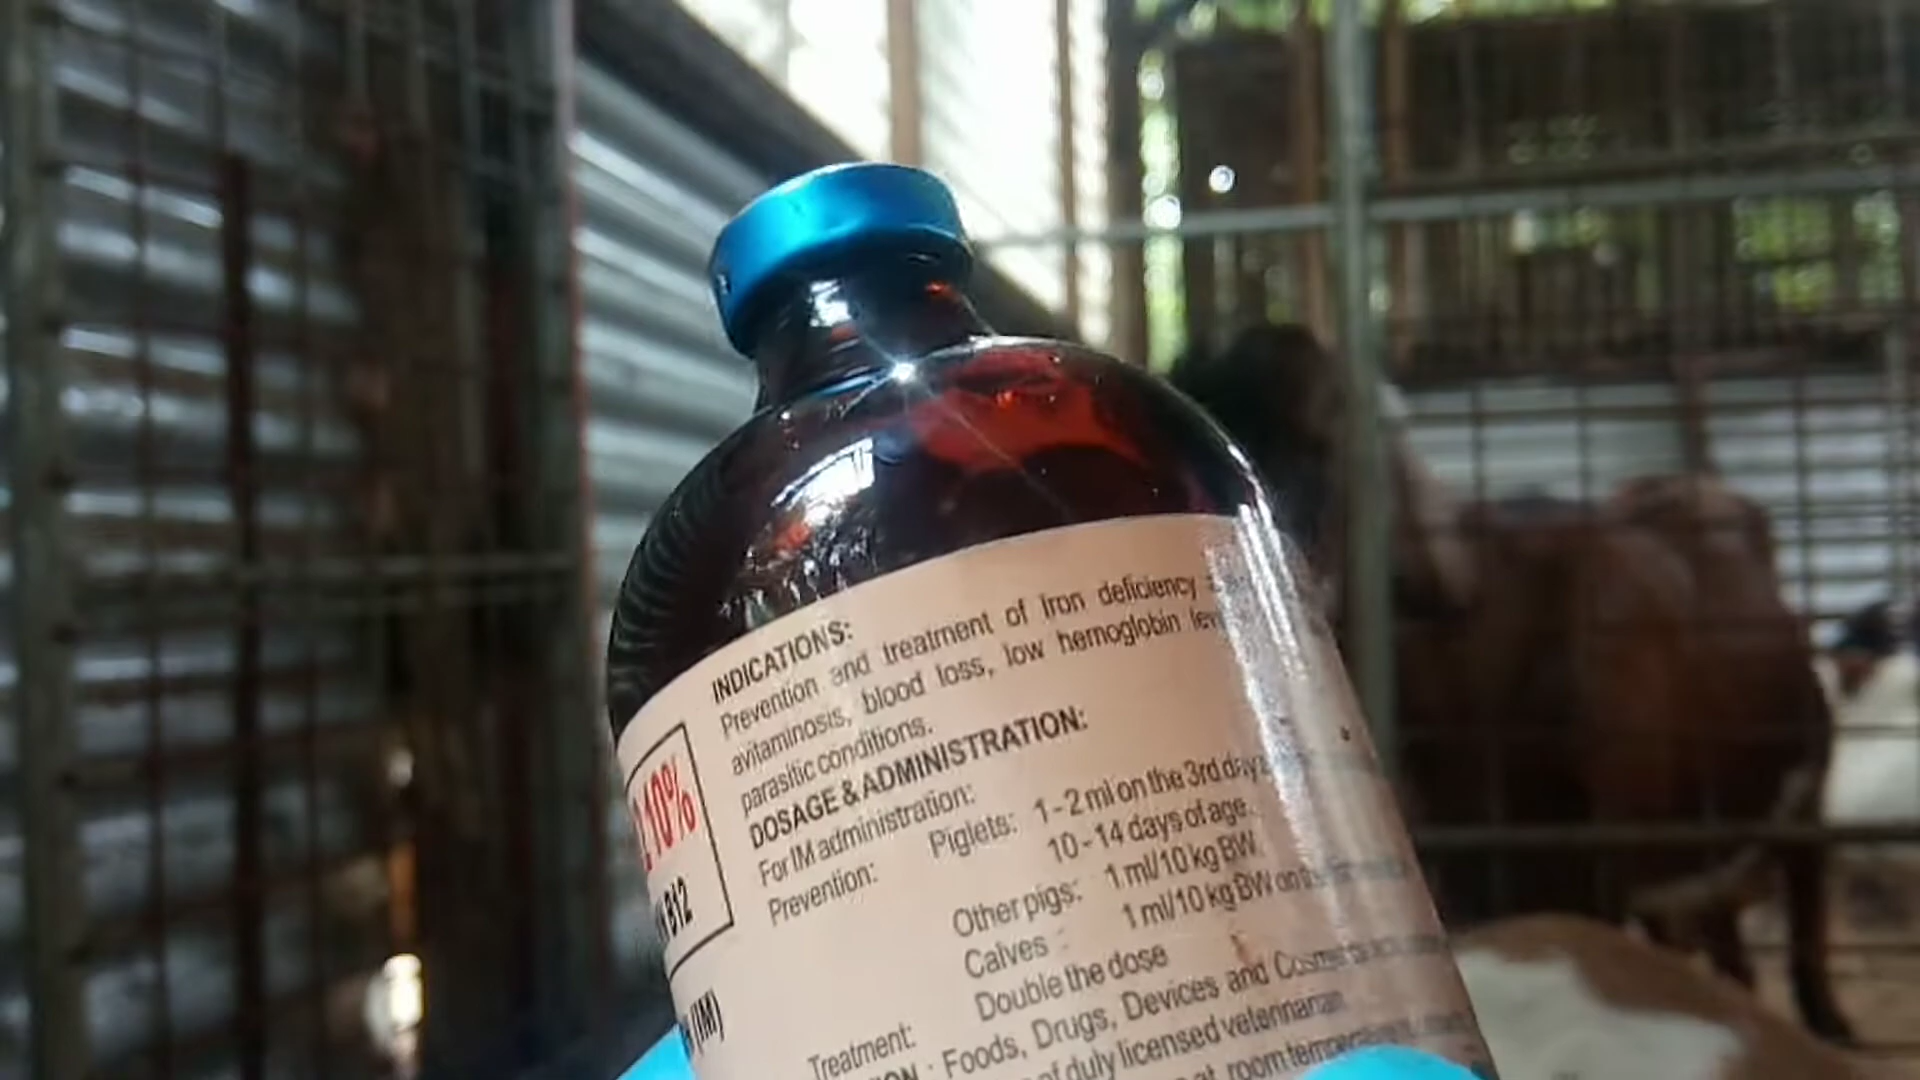 INDICATIONS:
Prevention and treatment of Iron deficiency
avitaminosis, blood loss, low hemoglobin
parasitic conditions.
DOSAGE & ADMINISTRATION:
For IM administration:
Prevention: Piglets: 1 - 2 ml on the 3rd day
10 - 14 days of age.
Other pigs: 1 ml/10 kg BW.
Calves : 1 ml/10 kg BW on
Treatment: Double the dose
: Foods, Drugs, Devices and
of duly licensed veterinarian
room
10%
B12
(IM)